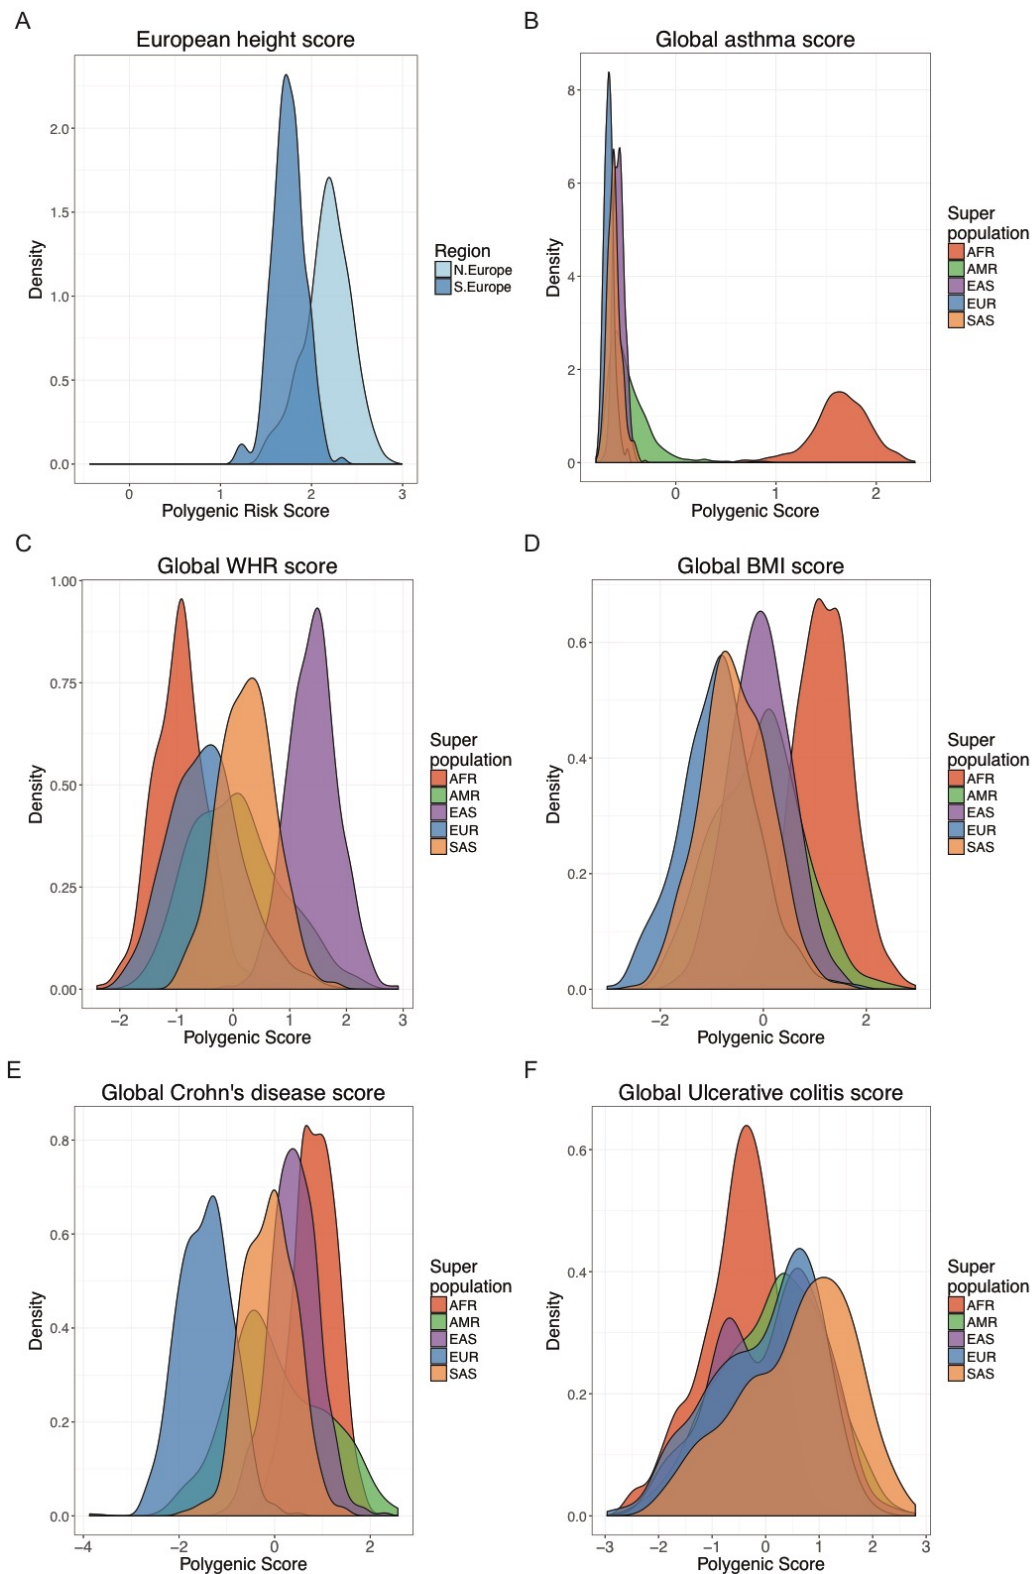 A
European height score
Density
2.0
1.5
1.0
0.5
0.0
0 1 2 3
Polygenic Risk Score
Region
N.Europe
S.Europe
B
Global asthma score
Density
8
6
4
2
0
0 1 2
Polygenic Score
Super
population
AFR
AMR
EAS
EUR
SAS
C
Global WHR score
Density
1.00
0.75
0.50
0.25
0.00
−2 −1 0 1 2 3
Polygenic Score
Super
population
AFR
AMR
EAS
EUR
SAS
D
Global BMI score
Density
0.6
0.4
0.2
0.0
−2 0 2
Polygenic Score
Super
population
AFR
AMR
EAS
EUR
SAS
E
Global Crohn's disease score
Density
0.8
0.6
0.4
0.2
0.0
−4 −2 0 2
Polygenic Score
Super
population
AFR
AMR
EAS
EUR
SAS
F
Global Ulcerative colitis score
Density
0.6
0.4
0.2
0.0
−3 −2 −1 0 1 2 3
Polygenic Score
Super
population
AFR
AMR
EAS
EUR
SAS